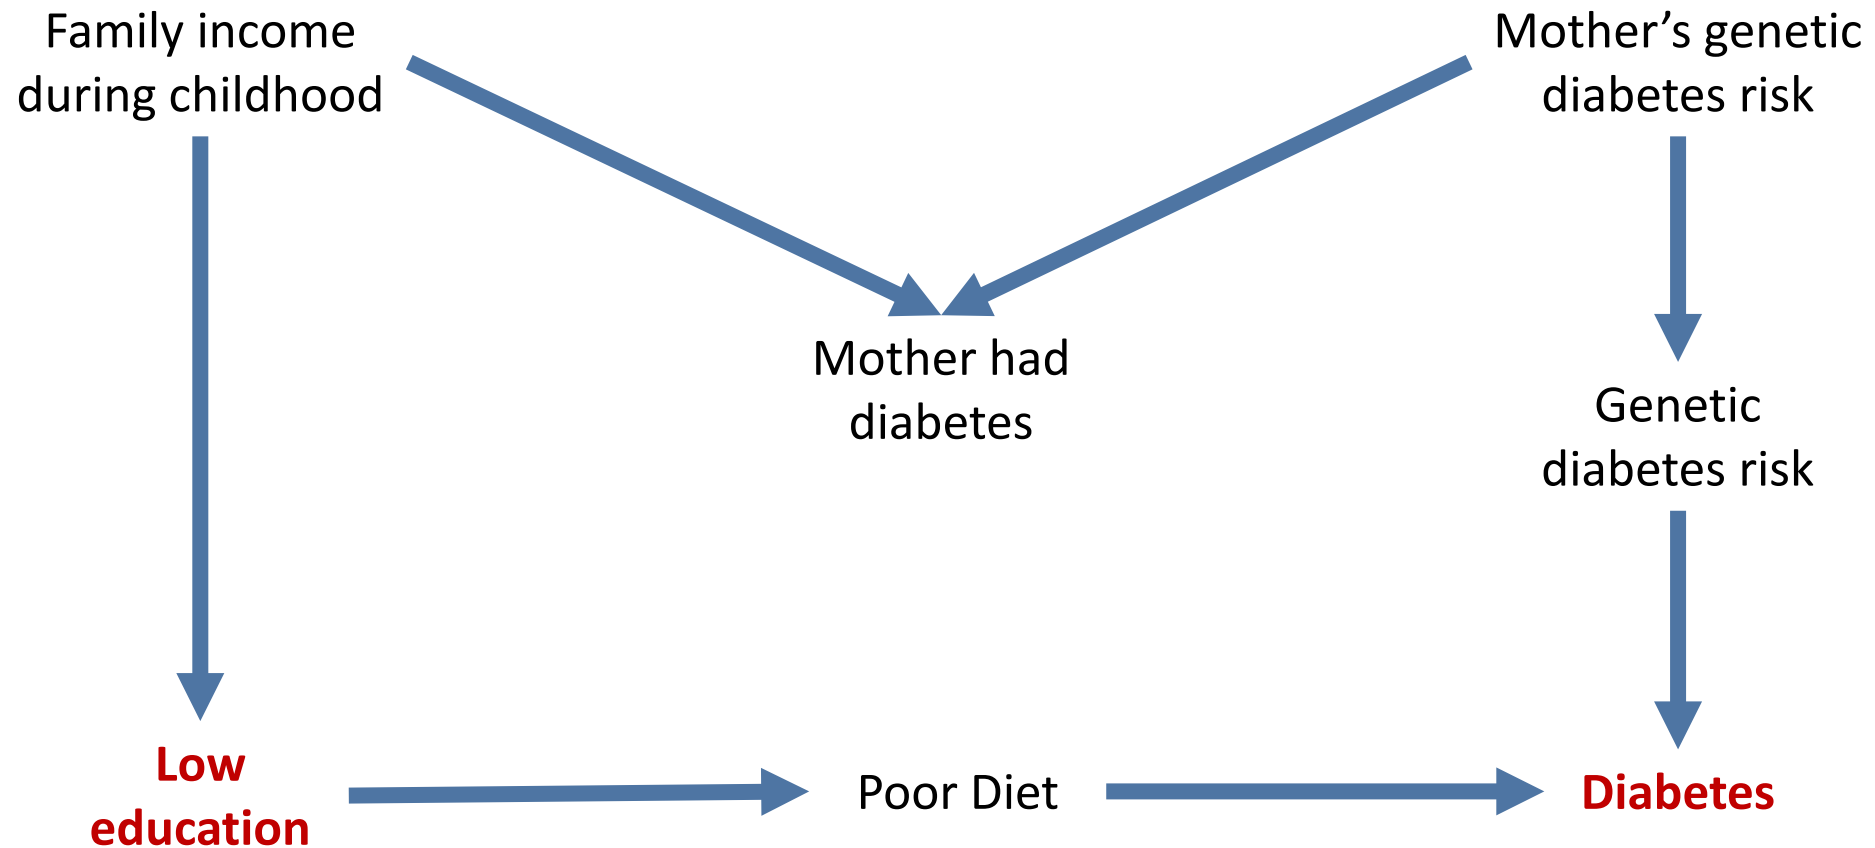 Family income
during childhood
Mother’s genetic
diabetes risk
Mother had
diabetes
Genetic
diabetes risk
Low
education
Poor Diet
Diabetes